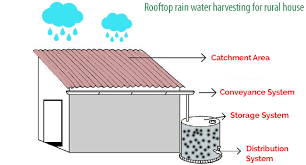 Rooftop rain water harvesting for rural house
Catchment Area
Conveyance System
Storage System
Distribution
System